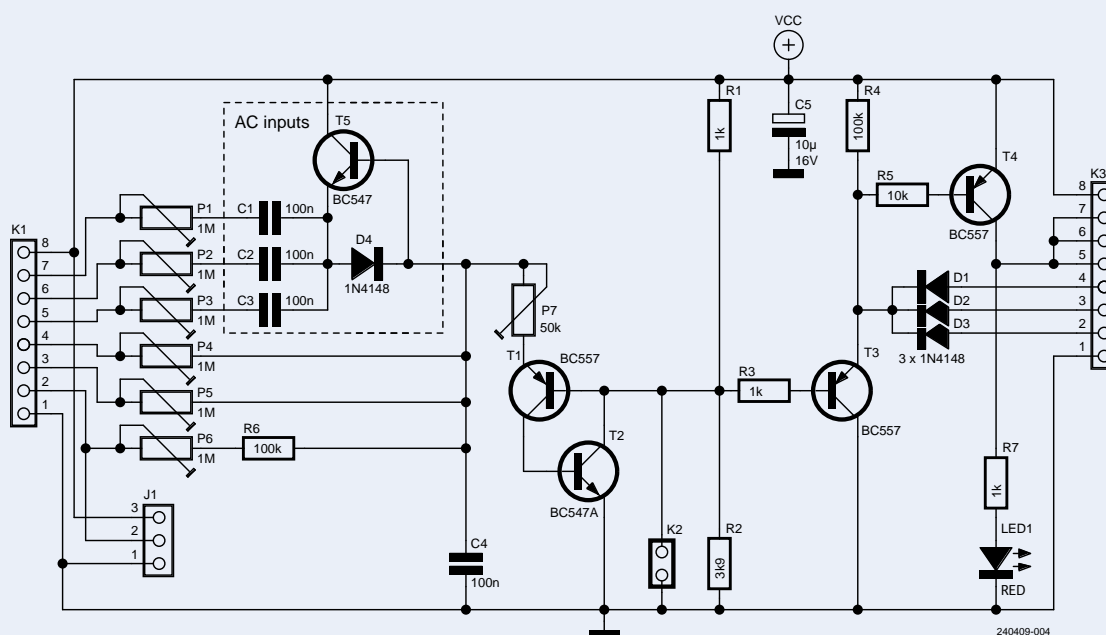 VCC
R1
1k
C5
10µ
16V
R4
100k
AC inputs
T5
BC547
R5
10k
T4
BC557
K3
8
7
6
5
4
3
2
1
K1
8
7
6
5
4
3
2
1
P1
1M
P2
1M
P3
1M
P4
1M
P5
1M
P6
1M
C1
100n
C2
100n
C3
100n
D4
1N4148
P7
50k
D1
D2
D3
3 x 1N4148
T1
BC557
T3
BC557
R3
1k
R6
100k
T2
BC547A
J1
3
2
1
C4
100n
K2
R2
3k9
R7
1k
LED1
RED
240409-004